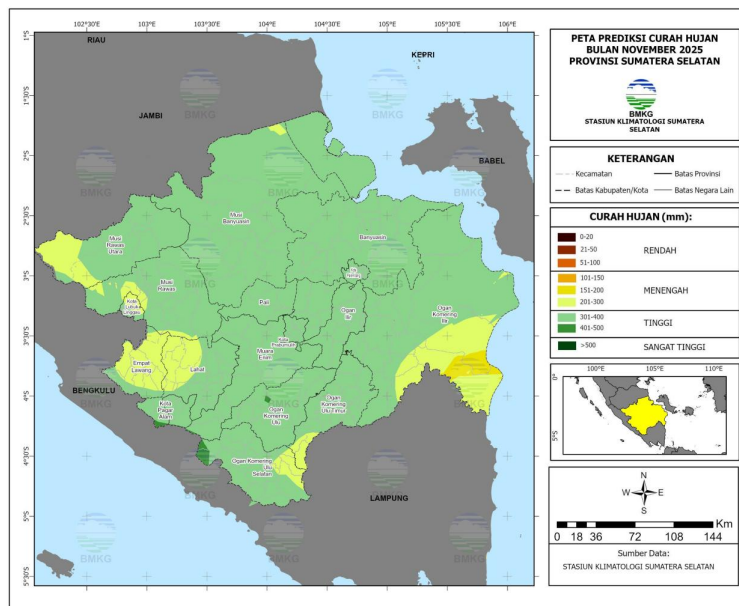 102°30'E
103°E
103°30'E
104°E
104°30'E
105°E
105°30'E
106°E
1°S
1°30'S
2°S
2°30'S
3°S
3°30'S
4°S
4°30'S
5°S
5°30'S
RIAU
KEPRI
JAMBI
BABEL
BENGKULU
LAMPUNG
Musi
Banyuasin
Banyuasin
Musi
Rawas
Utara
Musi
Rawas
Kota
Lubuk
Linggau
Pali
Ogan
Ilir
Ogan
Komering
Ilir
Kota
Prabumulih
Muara
Enim
Empat
Lawang
Lahat
Kota
Pagar
Alam
Ogan
Komering
Ulu
Ogan
Komering
Ulu Timur
Ogan Komering
Ulu
Selatan
BMKG
PETA PREDIKSI CURAH HUJAN
BULAN NOVEMBER 2025
PROVINSI SUMATERA SELATAN
BMKG
STASIUN KLIMATOLOGI SUMATERA
SELATAN
KETERANGAN
Kecamatan
Batas Provinsi
Batas Kabupaten/Kota
Batas Negara Lain
CURAH HUJAN (mm):
0-20
21-50
51-100
RENDAH
101-150
151-200
201-300
MENENGAH
301-400
401-500
TINGGI
>500
SANGAT TINGGI
100°E
105°E
110°E
0°
5°S
N
W
E
S
Km
0 18 36 72 108 144
Sumber Data:
STASIUN KLIMATOLOGI SUMATERA SELATAN